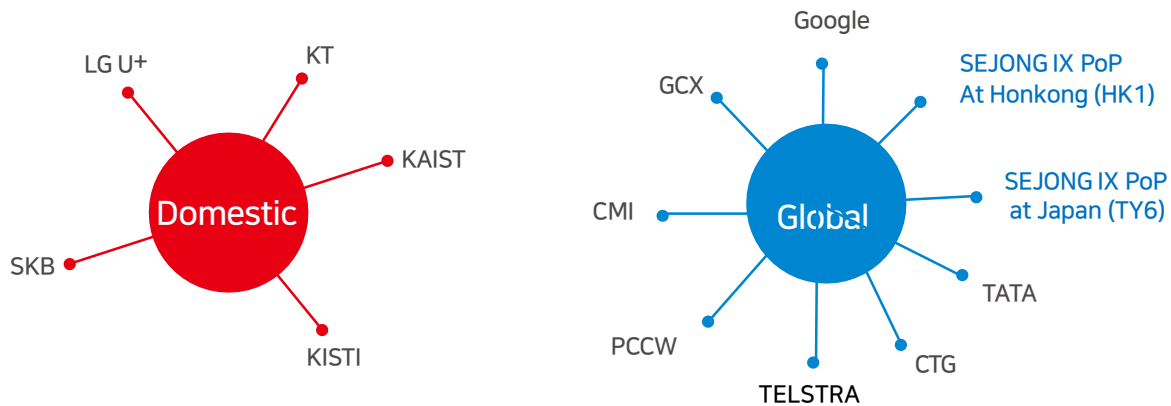 LG U+
KT
KAIST
Domestic
SKB
KISTI
Google
GCX
SEJONG IX PoP
At Honkong (HK1)
SEJONG IX PoP
at Japan (TY6)
CMI
Global
TATA
PCCW
CTG
TELSTRA